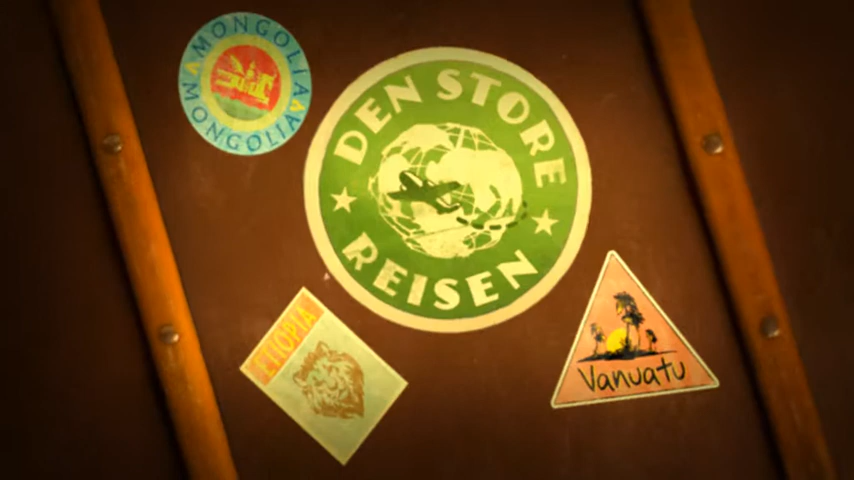 MONGOLIA
MONGOLIA
DEN STORE
REISEN
ETIOPIA
Vanuatu